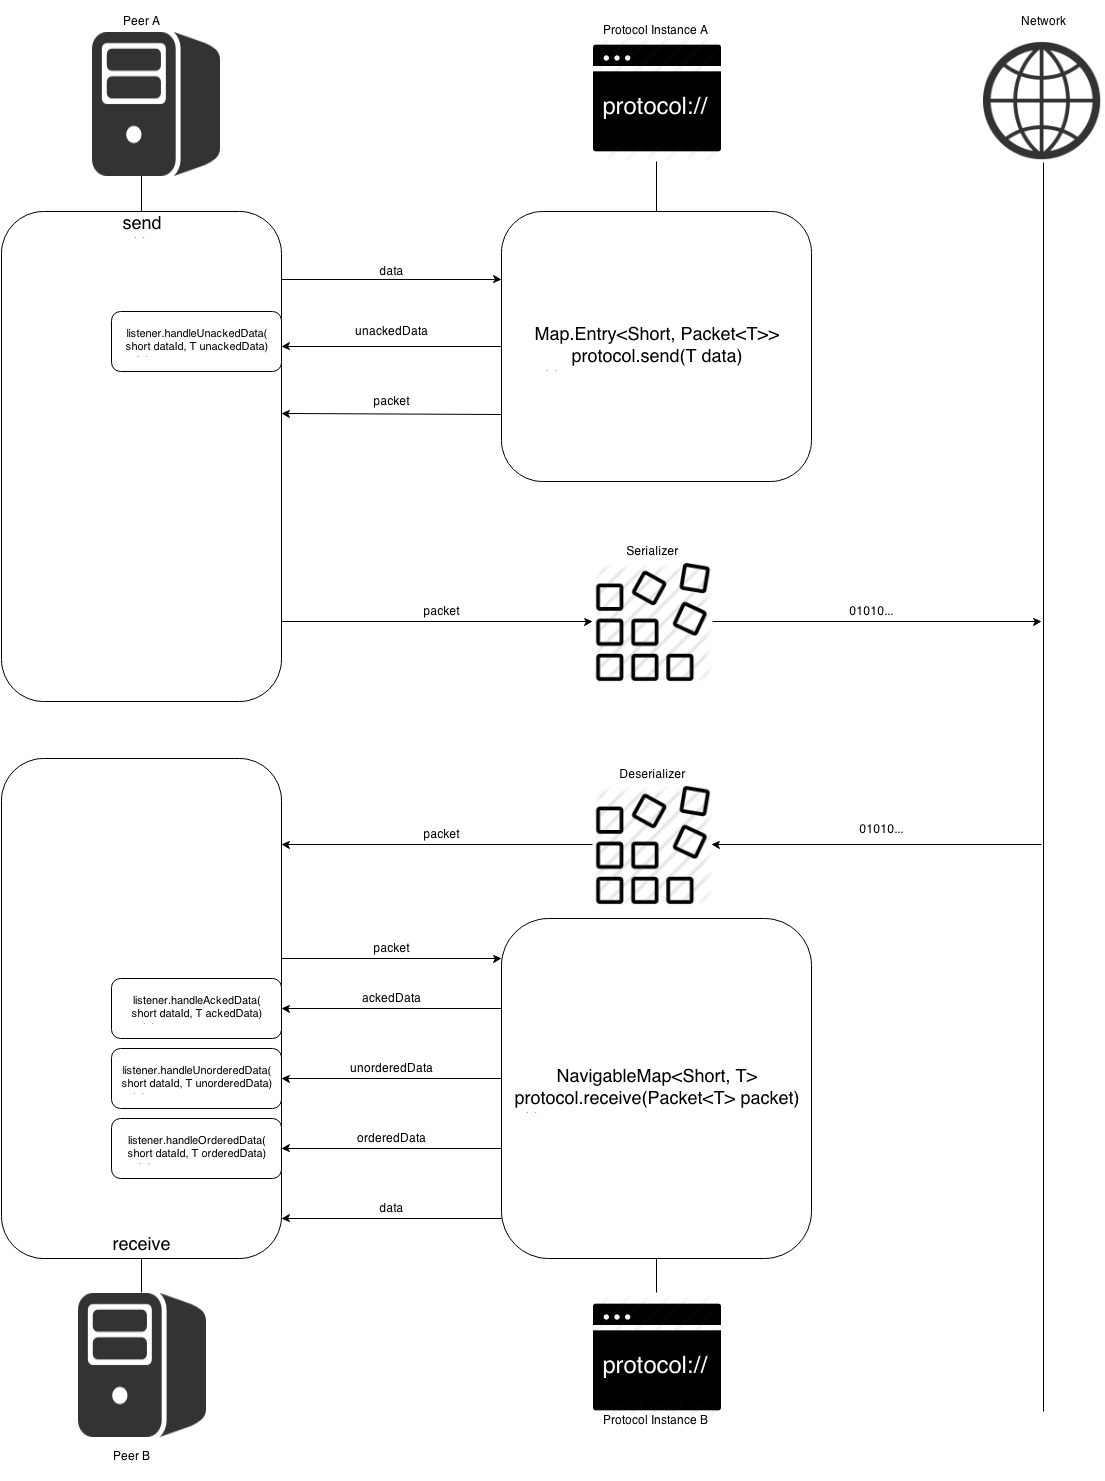 Peer A
Protocol Instance A
Network
protocol://
send
data
listener.handleUnackedData(
short dataId, T unackedData)
unackedData
Map.Entry<Short, Packet<T>>
protocol.send(T data)
packet
Serializer
packet
01010...
Deserializer
packet
01010...
packet
listener.handleAckedData(
short dataId, T ackedData)
ackedData
listener.handleUnorderedData(
short dataId, T unorderedData)
unorderedData
NavigableMap<Short, T>
protocol.receive(Packet<T> packet)
listener.handleOrderedData(
short dataId, T orderedData)
orderedData
data
receive
protocol://
Protocol Instance B
Peer B